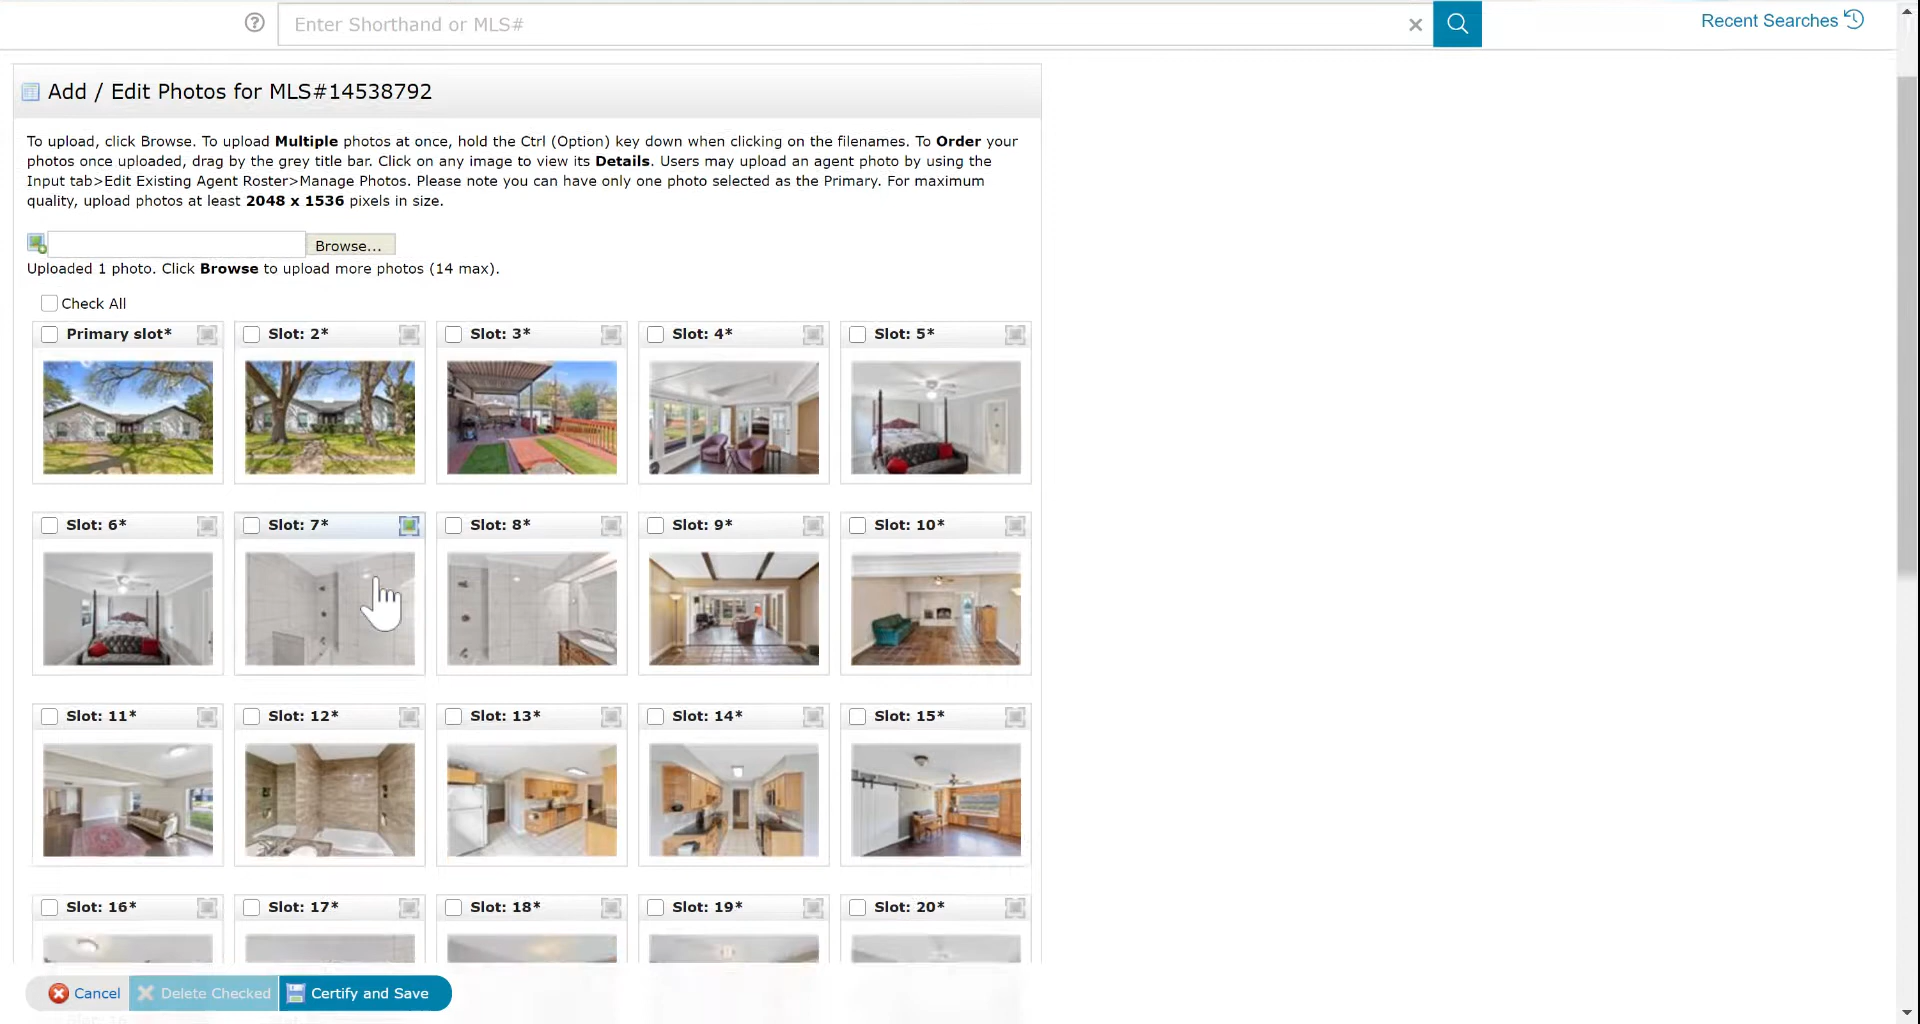 Enter Shorthand or MLS#
Recent Searches
Add / Edit Photos for MLS#14538792
To upload, click Browse. To upload Multiple photos at once, hold the Ctrl (Option) key down when clicking on the filenames. To Order your
photos once uploaded, drag by the grey title bar. Click on any image to view its Details. Users may upload an agent photo by using the
Input tab>Edit Existing Agent Roster>Manage Photos. Please note you can have only one photo selected as the Primary. For maximum
quality, upload photos at least 2048 x 1536 pixels in size.
Browse...
Uploaded 1 photo. Click Browse to upload more photos (14 max).
Check All
Primary slot* Slot: 2* Slot: 3* Slot: 4* Slot: 5*
Slot: 6* Slot: 7* Slot: 8* Slot: 9* Slot: 10*
Slot: 11* Slot: 12* Slot: 13* Slot: 14* Slot: 15*
Slot: 16* Slot: 17* Slot: 18* Slot: 19* Slot: 20*
Cancel Delete Checked Certify and Save